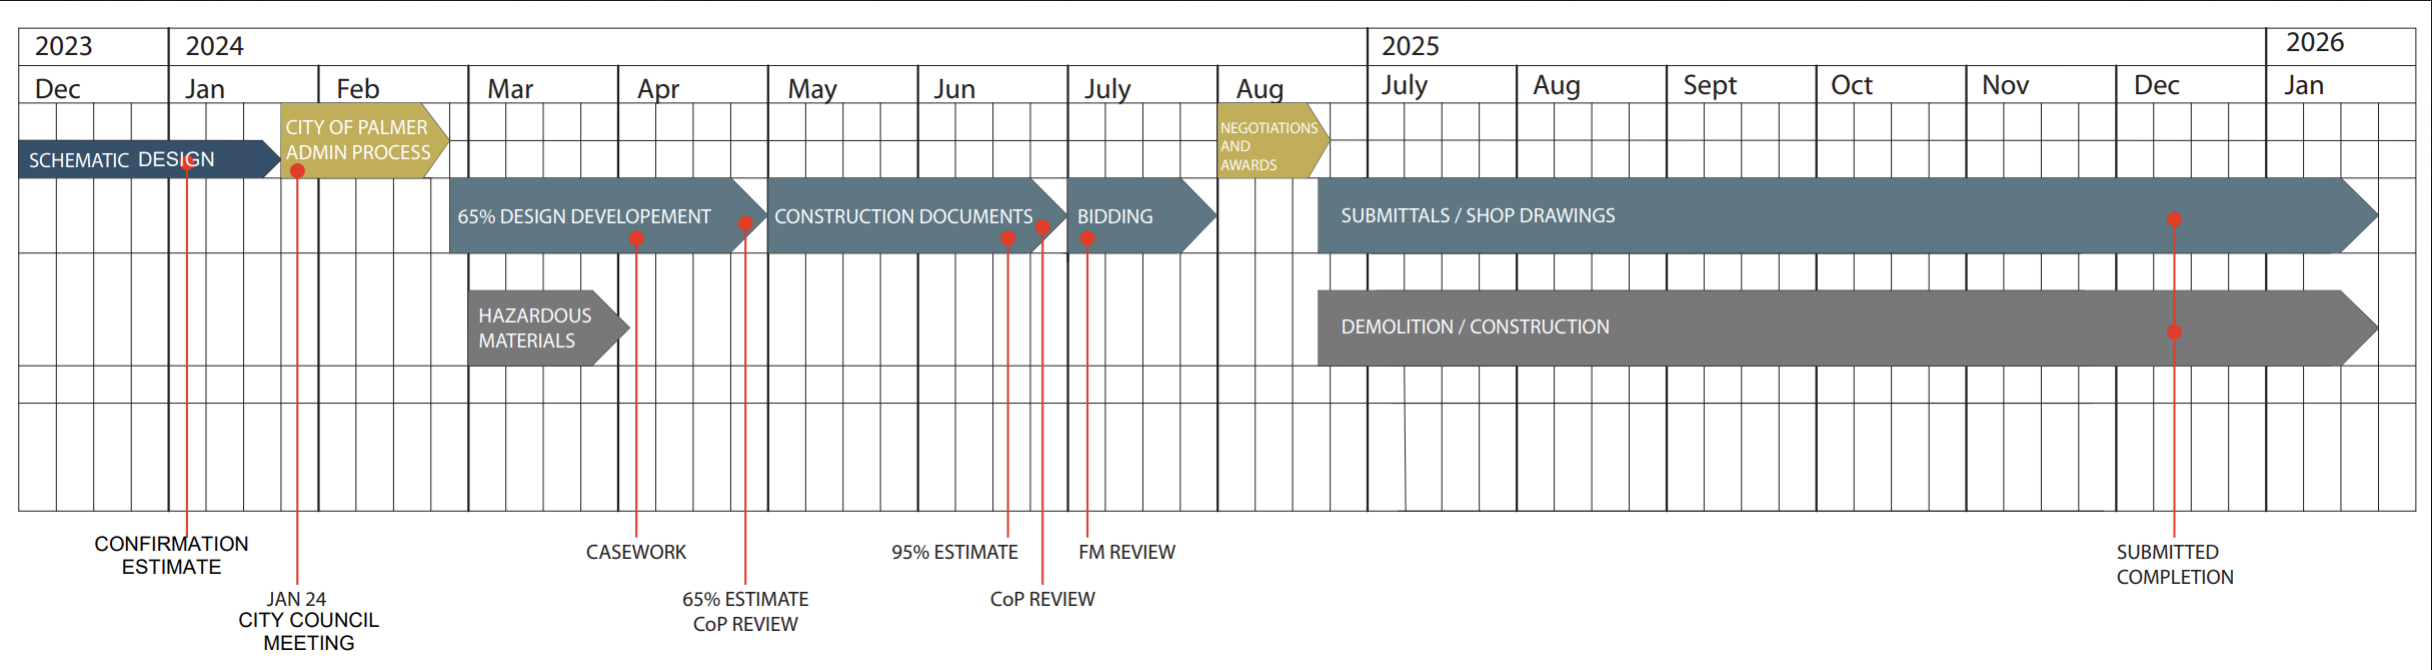 2023
2024
2025
2026
Dec
Jan
Feb
Mar
Apr
May
Jun
July
Aug
July
Aug
Sept
Oct
Nov
Dec
Jan
SCHEMATIC DESIGN
CITY OF PALMER
ADMIN PROCESS
NEGOTIATIONS
AND
AWARDS
65% DESIGN DEVELOPEMENT
CONSTRUCTION DOCUMENTS
BIDDING
SUBMITTALS / SHOP DRAWINGS
HAZARDOUS
MATERIALS
DEMOLITION / CONSTRUCTION
CONFIRMATION
ESTIMATE
JAN 24
CITY COUNCIL
MEETING
CASEWORK
65% ESTIMATE
CoP REVIEW
95% ESTIMATE
CoP REVIEW
FM REVIEW
SUBMITTED
COMPLETION